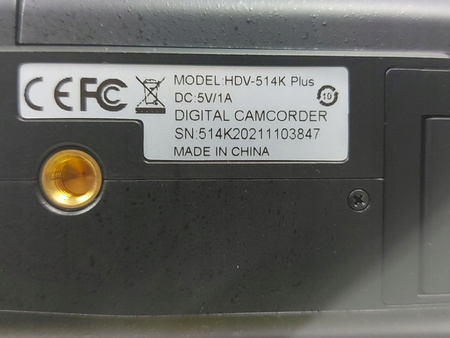 CE FC MODEL:HDV-514K Plus
DC:5V/1A
10
DIGITAL CAMCORDER
SN:514K20211103847
MADE IN CHINA